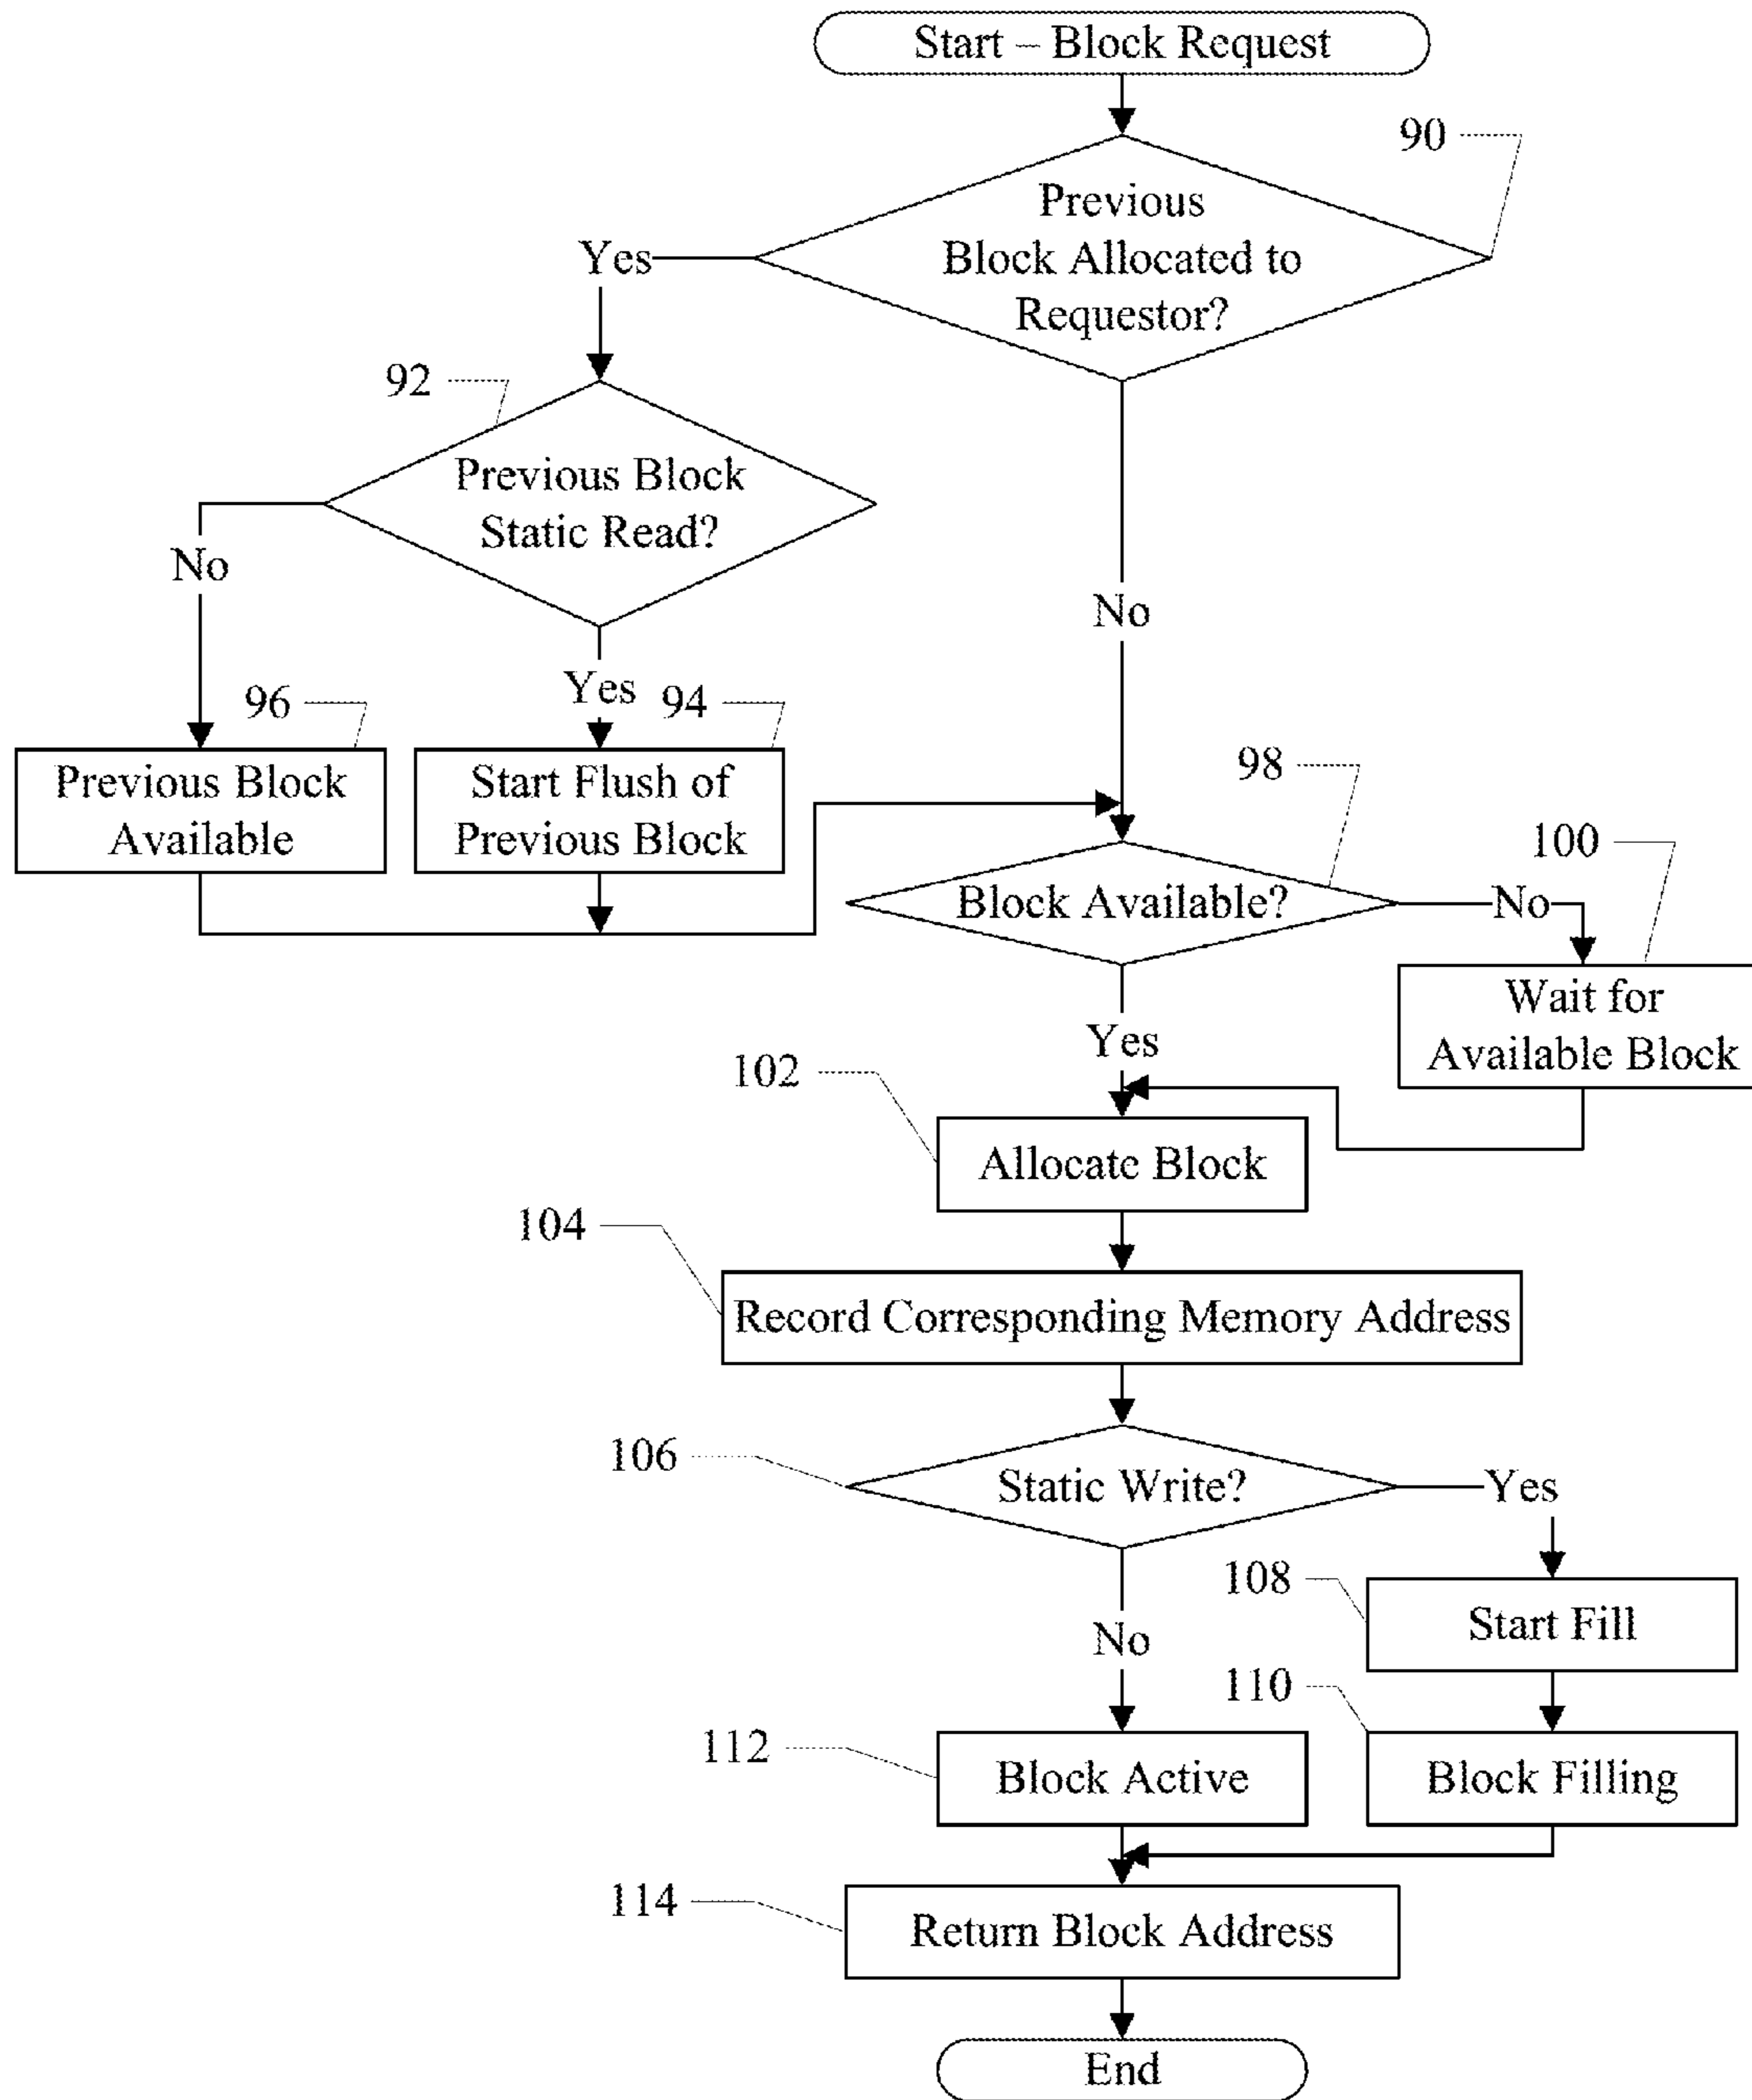 Start – Block Request
90
Previous
Block Allocated to
Requestor?
Yes
92
Previous Block
Static Read?
No
No
Yes
96
94
Previous Block
Available
Start Flush of
Previous Block
98
Block Available?
No
100
Wait for
Available Block
Yes
102
Allocate Block
104
Record Corresponding Memory Address
106
Static Write?
Yes
108
Start Fill
No
110
112
Block Active
Block Filling
114
Return Block Address
End